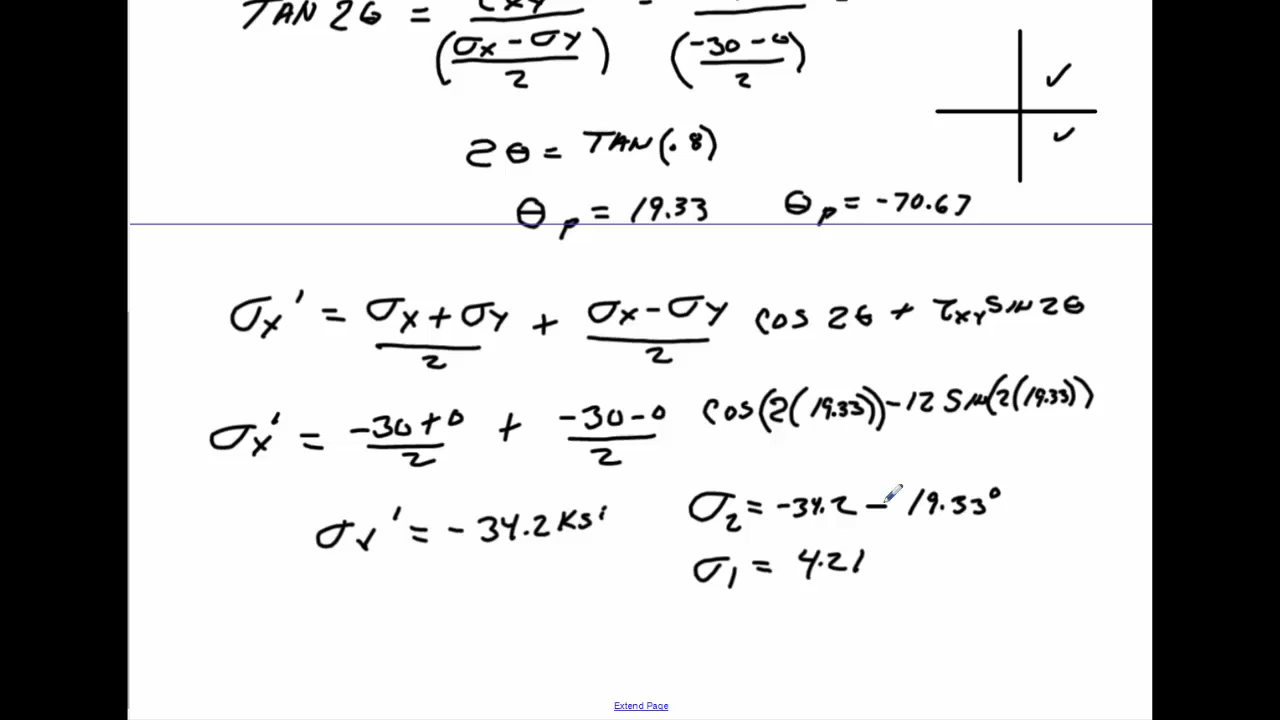 TAN 2θ = τxy / ((σx - σy)/2) = / ((-30 - 0)/2) =
2θ = TAN(.8)
θp = 19.33 θp = -70.67
σx' = (σx + σy)/2 + (σx - σy)/2 cos 2θ + τxy sin 2θ
σx' = (-30 + 0)/2 + (-30 - 0)/2 cos(2(19.33)) - 12 sin(2(19.33))
σx' = -34.2 Ksi
σ2 = -34.2 - 19.33°
σ1 = 4.21
Extend Page